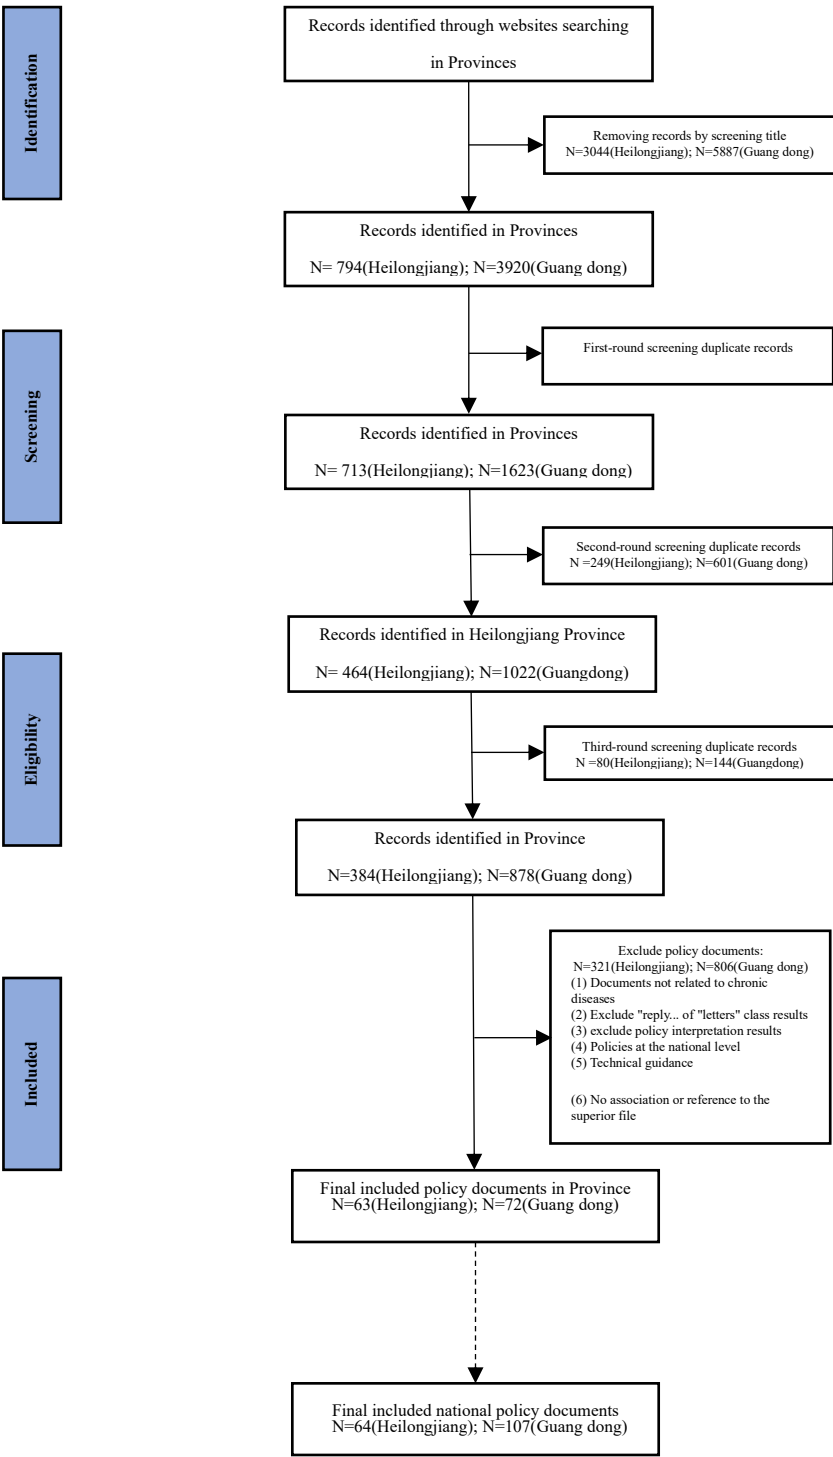 Identification
Records identified through websites searching
in Provinces
Removing records by screening title
N=3044(Heilongjiang); N=5887(Guang dong)
Records identified in Provinces
N= 794(Heilongjiang); N=3920(Guang dong)
Screening
First-round screening duplicate records
Records identified in Provinces
N= 713(Heilongjiang); N=1623(Guang dong)
Second-round screening duplicate records
N =249(Heilongjiang); N=601(Guang dong)
Records identified in Heilongjiang Province
N= 464(Heilongjiang); N=1022(Guangdong)
Eligibility
Third-round screening duplicate records
N =80(Heilongjiang); N=144(Guangdong)
Records identified in Province
N=384(Heilongjiang); N=878(Guang dong)
Included
Exclude policy documents:
N=321(Heilongjiang); N=806(Guang dong)
(1) Documents not related to chronic
diseases
(2) Exclude "reply... of "letters" class results
(3) exclude policy interpretation results
(4) Policies at the national level
(5) Technical guidance
(6) No association or reference to the
superior file
Final included policy documents in Province
N=63(Heilongjiang); N=72(Guang dong)
Final included national policy documents
N=64(Heilongjiang); N=107(Guang dong)